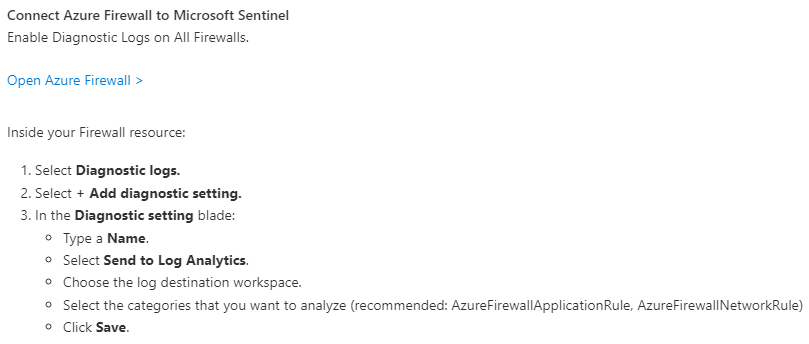 Connect Azure Firewall to Microsoft Sentinel
Enable Diagnostic Logs on All Firewalls.
Open Azure Firewall >
Inside your Firewall resource:
1. Select Diagnostic logs.
2. Select + Add diagnostic setting.
3. In the Diagnostic setting blade:
Type a Name.
Select Send to Log Analytics.
Choose the log destination workspace.
Select the categories that you want to analyze (recommended: AzureFirewallApplicationRule, AzureFirewallNetworkRule)
Click Save.